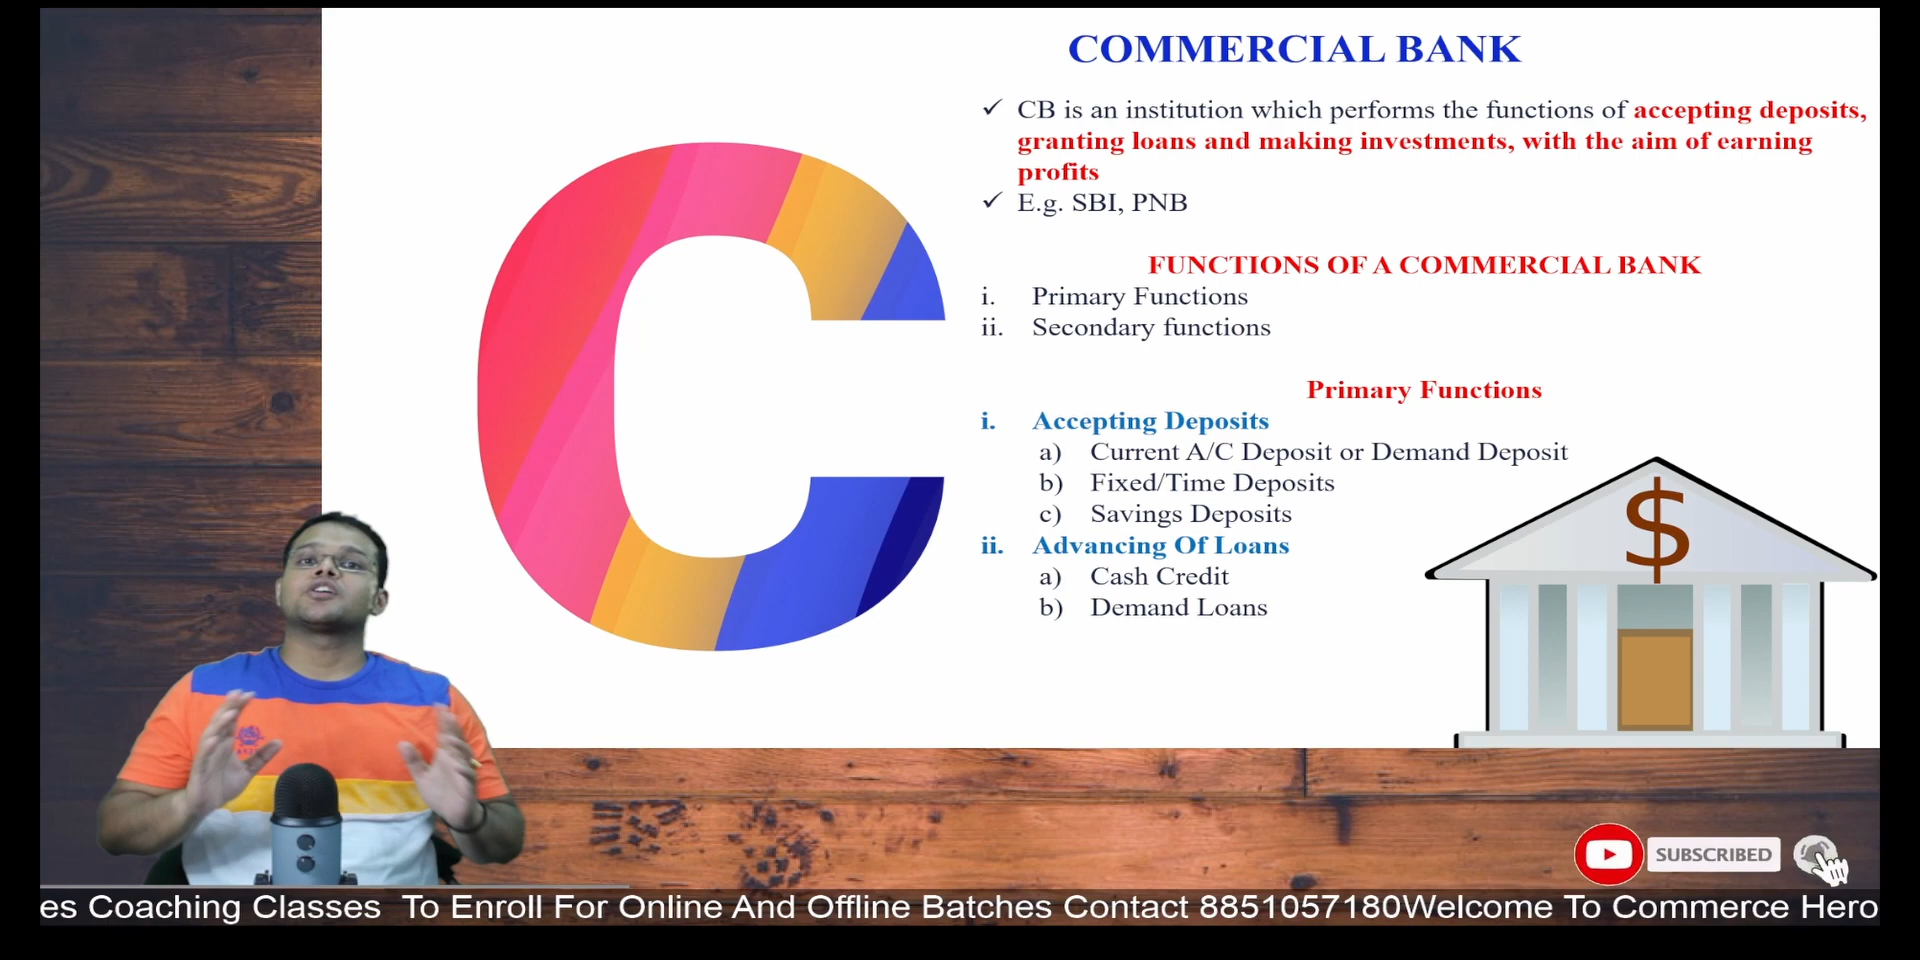 COMMERCIAL BANK
✓ CB is an institution which performs the functions of accepting deposits,
granting loans and making investments, with the aim of earning
profits
✓ E.g. SBI, PNB
FUNCTIONS OF A COMMERCIAL BANK
i. Primary Functions
ii. Secondary functions
Primary Functions
i. Accepting Deposits
a) Current A/C Deposit or Demand Deposit
b) Fixed/Time Deposits
c) Savings Deposits
ii. Advancing Of Loans
a) Cash Credit
b) Demand Loans
C
$
SUBSCRIBED
es Coaching Classes To Enroll For Online And Offline Batches Contact 8851057180Welcome To Commerce Hero